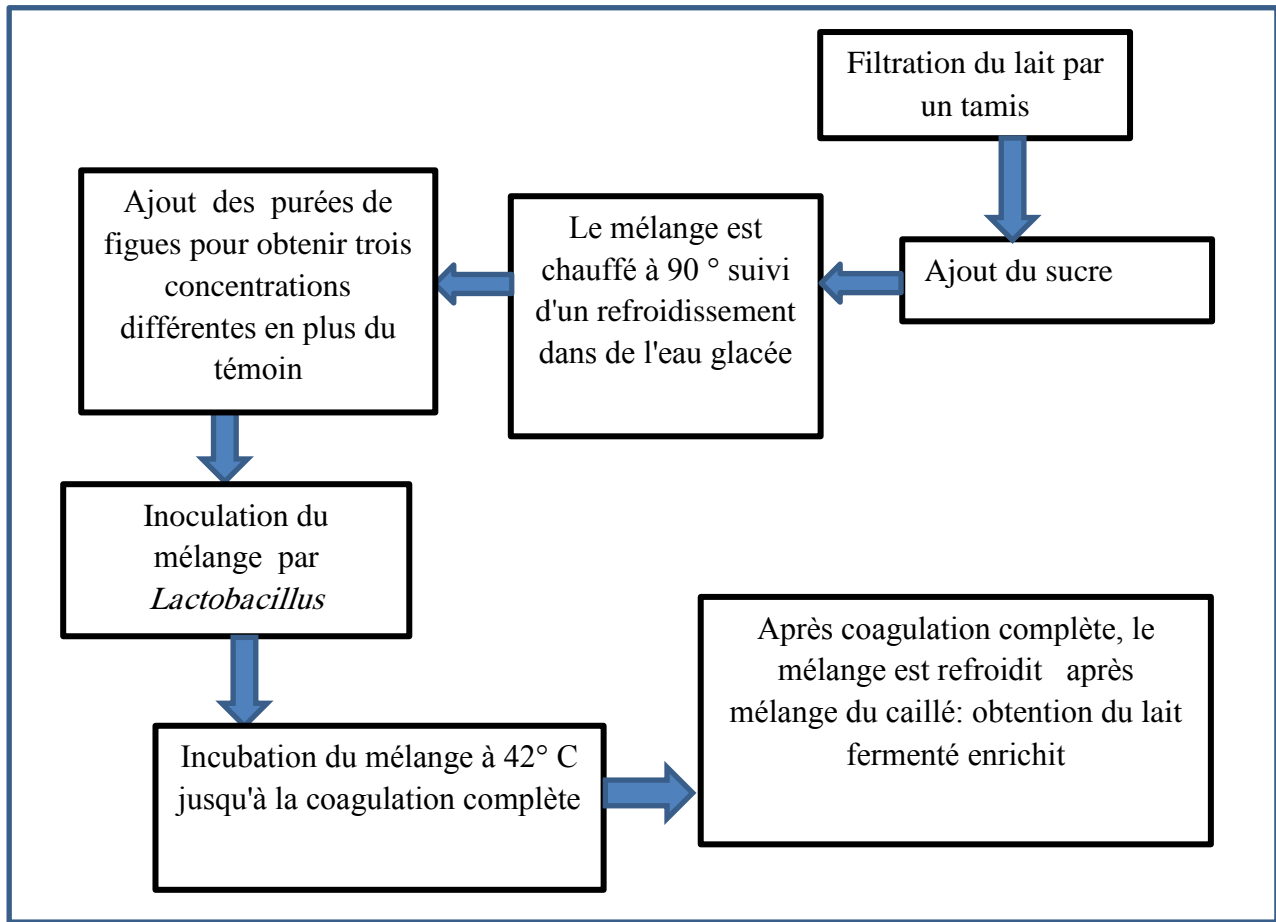 Filtration du lait par
un tamis
Ajout du sucre
Le mélange est
chauffé à 90 ° suivi
d'un refroidissement
dans de l'eau glacée
Ajout des purées de
figues pour obtenir trois
concentrations
différentes en plus du
témoin
Inoculation du
mélange par
Lactobacillus
Incubation du mélange à 42° C
jusqu'à la coagulation complète
Après coagulation complète, le
mélange est refroidit après
mélange du caillé: obtention du lait
fermenté enrichit